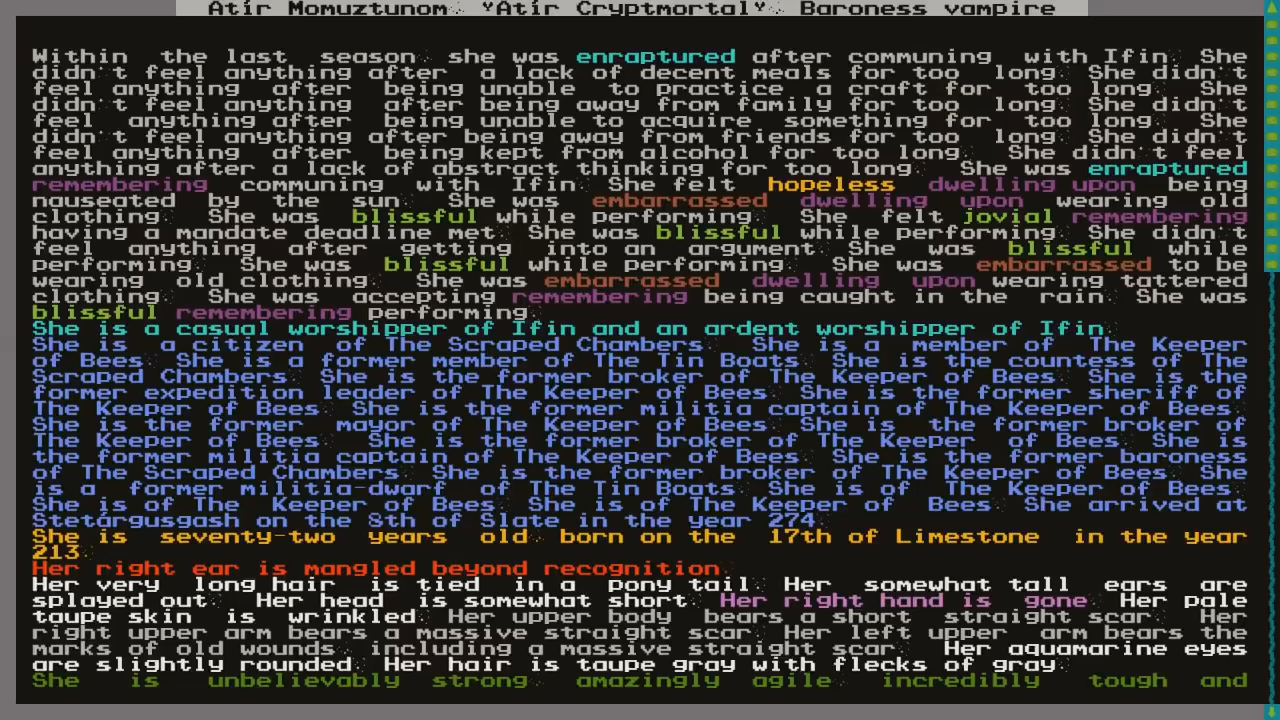 Atír Momuztunom, "Atír Cryptmortal", Baroness vampire
Within the last season, she was enraptured after communing with Ifin. She
didn't feel anything after a lack of decent meals for too long. She didn't
feel anything after being unable to practice a craft for too long. She
didn't feel anything after being away from family for too long. She didn't
feel anything after being unable to acquire something for too long. She
didn't feel anything after being away from friends for too long. She didn't
feel anything after being kept from alcohol for too long. She didn't feel
anything after a lack of abstract thinking for too long. She was enraptured
remembering communing with Ifin. She felt hopeless dwelling upon being
nauseated by the sun. She was embarrassed dwelling upon wearing old
clothing. She was blissful while performing. She felt jovial remembering
having a mandate deadline met. She was blissful while performing. She didn't
feel anything after getting into an argument. She was blissful while
performing. She was blissful while performing. She was embarrassed to be
wearing old clothing. She was embarrassed dwelling upon wearing tattered
clothing. She was accepting remembering being caught in the rain. She was
blissful remembering performing.
She is a casual worshipper of Ifin and an ardent worshipper of Ifin.
She is a citizen of The Scraped Chambers. She is a member of The Keeper
of Bees. She is a former member of The Tin Boats. She is the countess of The
Scraped Chambers. She is the former broker of The Keeper of Bees. She is the
former expedition leader of The Keeper of Bees. She is the former sheriff of
The Keeper of Bees. She is the former militia captain of The Keeper of Bees.
She is the former mayor of The Keeper of Bees. She is the former broker of
The Keeper of Bees. She is the former broker of The Keeper of Bees. She is
the former militia captain of The Keeper of Bees. She is the former baroness
of The Scraped Chambers. She is the former broker of The Keeper of Bees. She
is a former militia-dwarf of The Tin Boats. She is of The Keeper of Bees.
She is of The Keeper of Bees. She is of The Keeper of Bees. She arrived at
Stetárgusgash on the 8th of Slate in the year 274.
She is seventy-two years old, born on the 17th of Limestone in the year
213.
Her right ear is mangled beyond recognition.
Her very long hair is tied in a pony tail. Her somewhat tall ears are
splayed out. Her head is somewhat short. Her right hand is gone. Her pale
taupe skin is wrinkled. Her upper body bears a short straight scar. Her
right upper arm bears a massive straight scar. Her left upper arm bears the
marks of old wounds, including a massive straight scar. Her aquamarine eyes
are slightly rounded. Her hair is taupe gray with flecks of gray.
She is unbelievably strong, amazingly agile, incredibly tough and